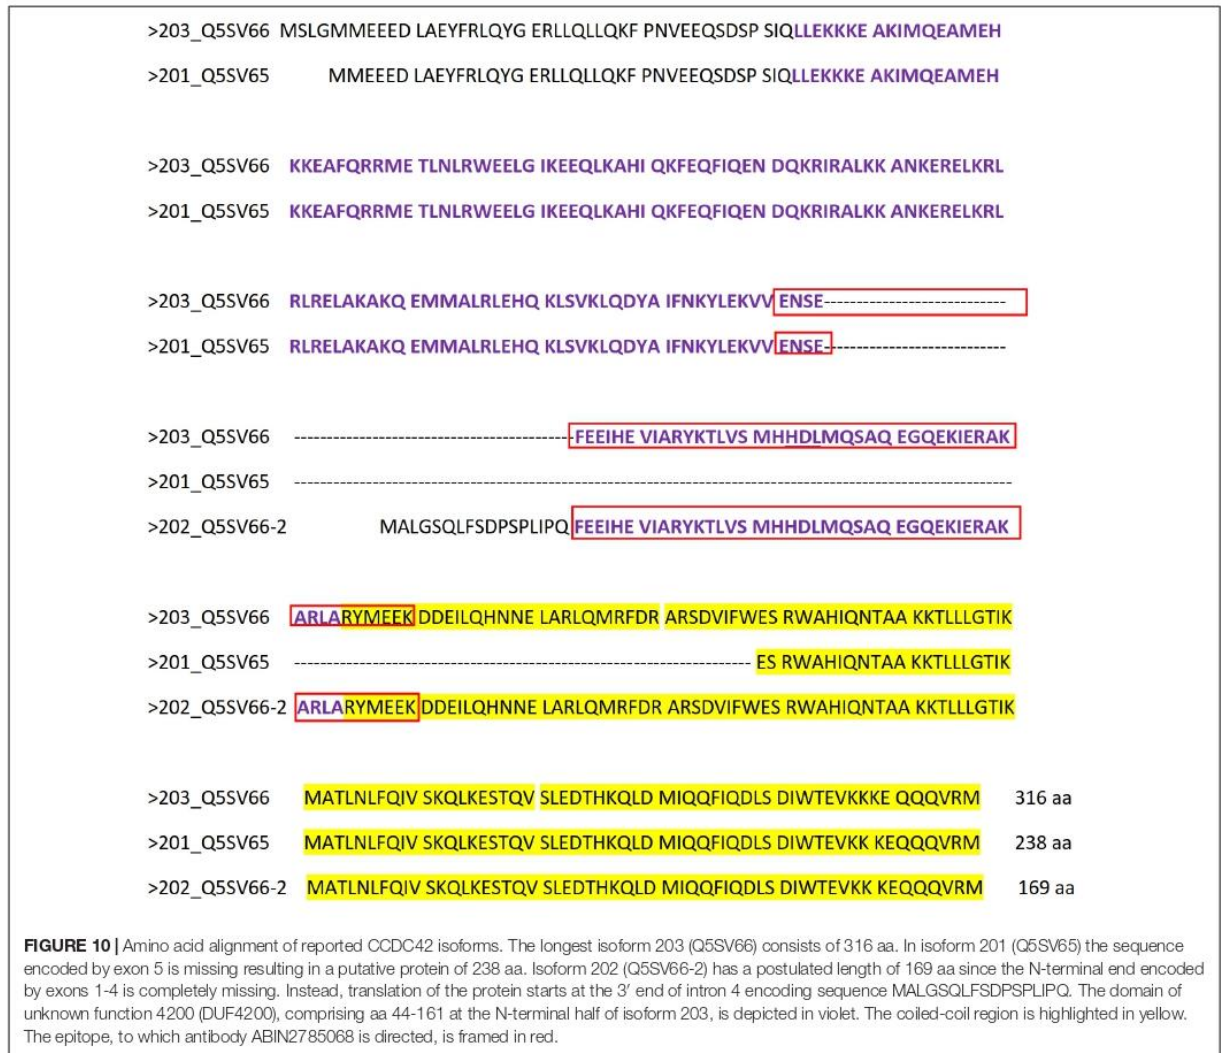 >203_Q5SV66 MSLGMMEEED LAEYFRLQYG ERLLQLLQKF PNVEEQSDSP SIQLLEKKKE AKIMQEAMEH
>201_Q5SV65 MMEEED LAEYFRLQYG ERLLQLLQKF PNVEEQSDSP SIQLLEKKKE AKIMQEAMEH
>203_Q5SV66 KKEAFQRRME TLNLRWEELG IKEEQLKAHI QKFEQFIQEN DQKRIRALKK ANKERELKRL
>201_Q5SV65 KKEAFQRRME TLNLRWEELG IKEEQLKAHI QKFEQFIQEN DQKRIRALKK ANKERELKRL
>203_Q5SV66 RLRELAKAKQ EMMALRLEHQ KLSVKLQDYA IFNKYLEKVV ENSE----------------------------
>201_Q5SV65 RLRELAKAKQ EMMALRLEHQ KLSVKLQDYA IFNKYLEKVV ENSE----------------------------
>203_Q5SV66 -------------------------------------------FEEIHE VIARYKTLVS MHHDLMQSAQ EGQEKIERAK
>201_Q5SV65 ----------------------------------------------------------------------------------------------------------------
>202_Q5SV66-2 MALGSQLFSDPSPLIPQ FEEIHE VIARYKTLVS MHHDLMQSAQ EGQEKIERAK
>203_Q5SV66 ARLARYMEEK DDEILQHNNE LARLQMRFDR ARSDVIFWES RWAHIQNTAA KKTLLLGTIK
>201_Q5SV65 ----------------------------------------------------------------------- ES RWAHIQNTAA KKTLLLGTIK
>202_Q5SV66-2 ARLARYMEEK DDEILQHNNE LARLQMRFDR ARSDVIFWES RWAHIQNTAA KKTLLLGTIK
>203_Q5SV66 MATLNLFQIV SKQLKESTQV SLEDTHKQLD MIQQFIQDLS DIWTEVKKKE QQQVRM 316 aa
>201_Q5SV65 MATLNLFQIV SKQLKESTQV SLEDTHKQLD MIQQFIQDLS DIWTEVKK KEQQQVRM 238 aa
>202_Q5SV66-2 MATLNLFQIV SKQLKESTQV SLEDTHKQLD MIQQFIQDLS DIWTEVKK KEQQQVRM 169 aa
FIGURE 10 | Amino acid alignment of reported CCDC42 isoforms. The longest isoform 203 (Q5SV66) consists of 316 aa. In isoform 201 (Q5SV65) the sequence
encoded by exon 5 is missing resulting in a putative protein of 238 aa. Isoform 202 (Q5SV66-2) has a postulated length of 169 aa since the N-terminal end encoded
by exons 1-4 is completely missing. Instead, translation of the protein starts at the 3′ end of intron 4 encoding sequence MALGSQLFSDPSPLIPQ. The domain of
unknown function 4200 (DUF4200), comprising aa 44-161 at the N-terminal half of isoform 203, is depicted in violet. The coiled-coil region is highlighted in yellow.
The epitope, to which antibody ABIN2785068 is directed, is framed in red.